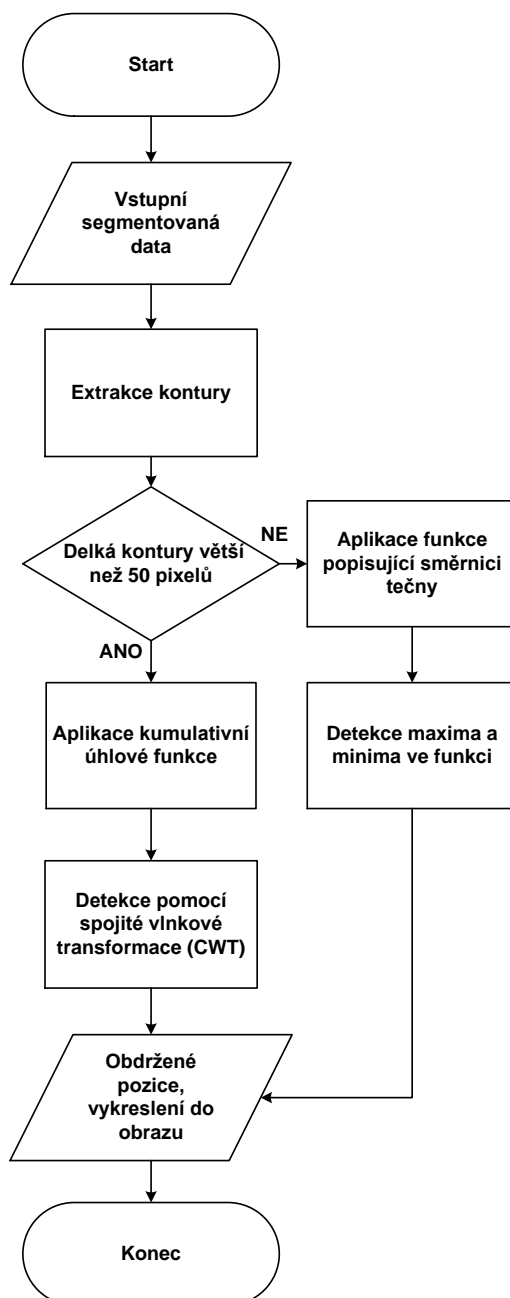 Start
Vstupní
segmentovaná
data
Extrakce kontury
Delká kontury větší
než 50 pixelů
NE
Aplikace funkce
popisující směrnici
tečny
ANO
Aplikace kumulativní
úhlové funkce
Detekce maxima a
minima ve funkci
Detekce pomocí
spojité vlnkové
transformace (CWT)
Obdržené
pozice,
vykreslení do
obrazu
Konec